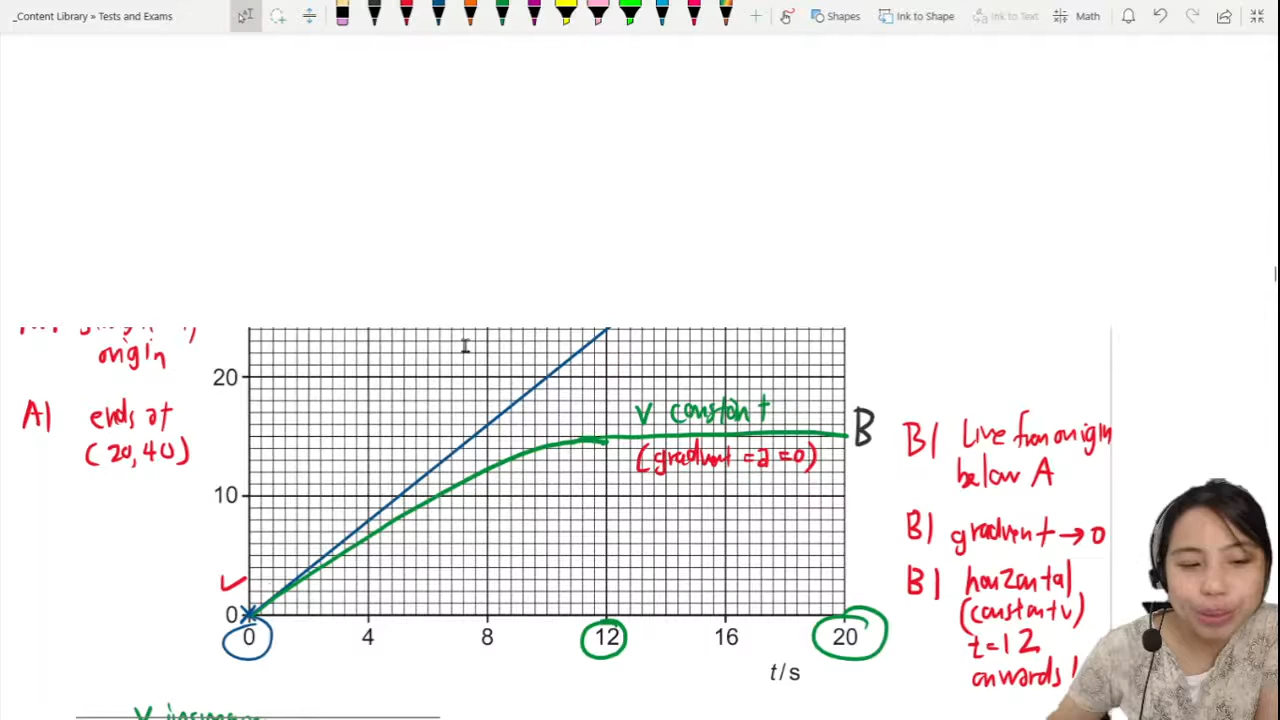 _Content Library » Tests and Exams
Shapes
Ink to Shape
Ink to Text
Math
origin
A1 ends at
(20,40)
20
10
0
0 4 8 12 16 20
t/s
v constant
(gradient = a = 0)
B
B1 Line from origin
below A
B1 gradient → 0
B1 horizontal
(constant v)
t=12
onwards!